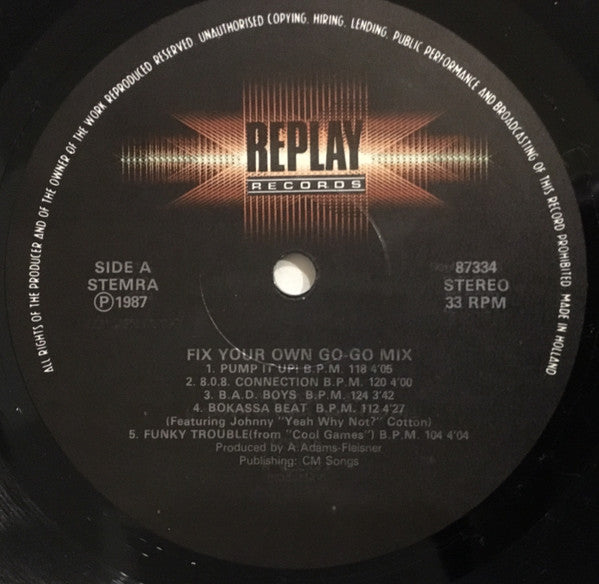 ALL RIGHTS OF THE PRODUCER AND OF THE OWNER OF THE WORK REPRODUCED RESERVED. UNAUTHORISED COPYING, HIRING, LENDING, PUBLIC PERFORMANCE AND BROADCASTING OF THIS RECORD PROHIBITED MADE IN HOLLAND
REPLAY
RECORDS
SIDE A
STEMRA
Ⓟ1987
87334
STEREO
33 RPM
FIX YOUR OWN GO-GO MIX
1. PUMP IT UP! B.P.M. 118 4'05
2. 8.0.8. CONNECTION B.P.M. 120 4'00
3. B.A.D. BOYS B.P.M. 124 3'42
4. BOKASSA BEAT B.P.M. 112 4'27
(Featuring Johnny "Yeah Why Not?" Cotton)
5. FUNKY TROUBLE(from "Cool Games") B.P.M. 104 4'04
Produced by A.Adams-Fleisner
Publishing: CM Songs